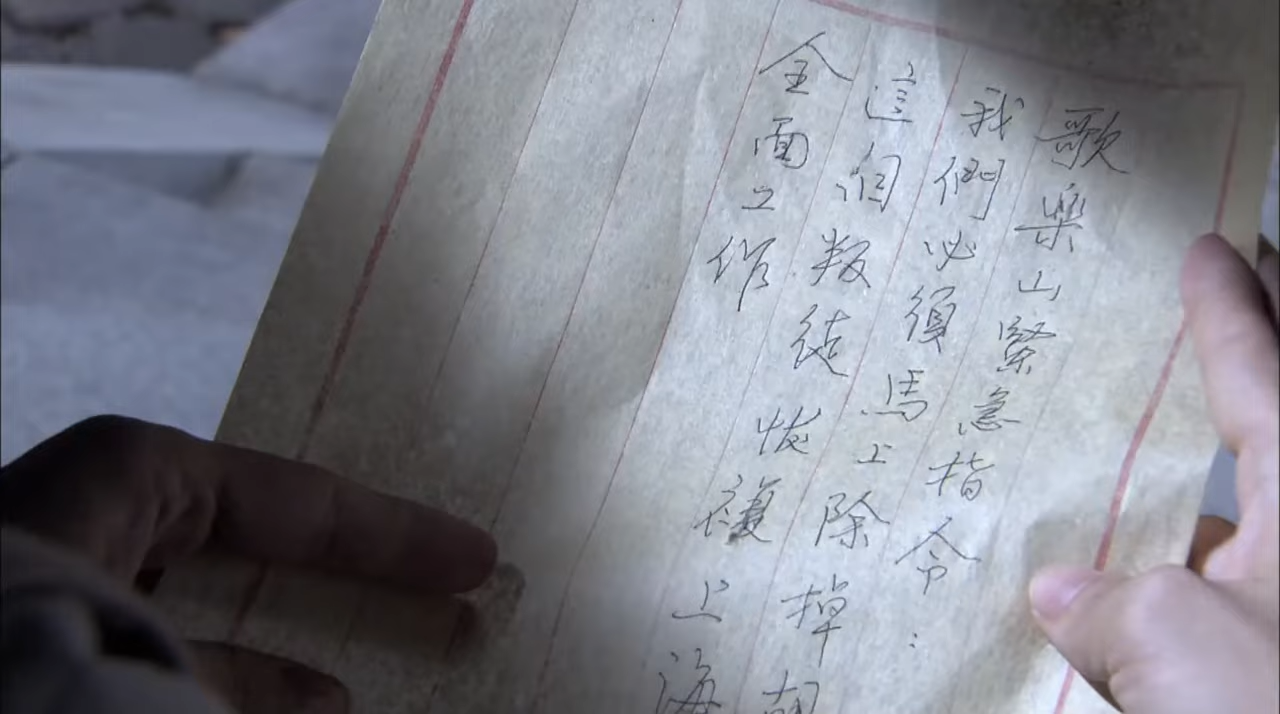 歌樂山緊急指令：
我們必須馬上除掉
這個叛徒恢複上海
全面工作